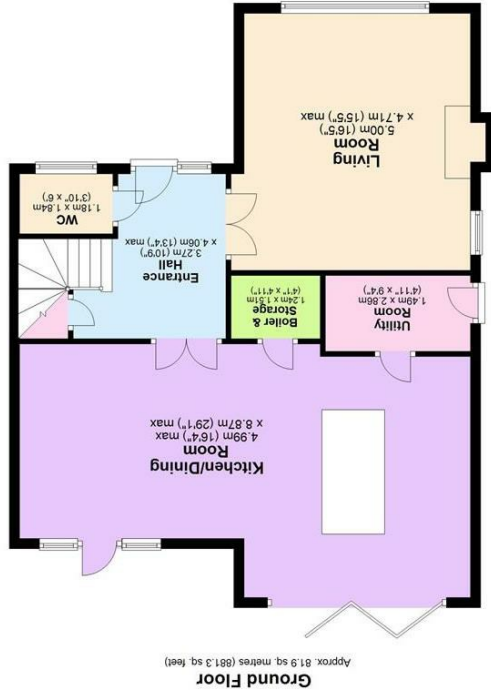 Ground Floor
Approx. 81.9 sq. metres (881.3 sq. feet)
Kitchen/Dining
Room
4.99m (16'4") max
x 8.87m (29'1") max
Utility
Room
1.49m x 2.86m
(4'11" x 9'4")
Boiler &
Storage
1.24m x 1.51m
(4'1" x 4'11")
Entrance
Hall
3.27m (10'9")
x 4.06m (13'4") max
WC
1.18m x 1.84m
(3'10" x 6')
Living
Room
5.00m (16'5")
x 4.71m (15'5") max